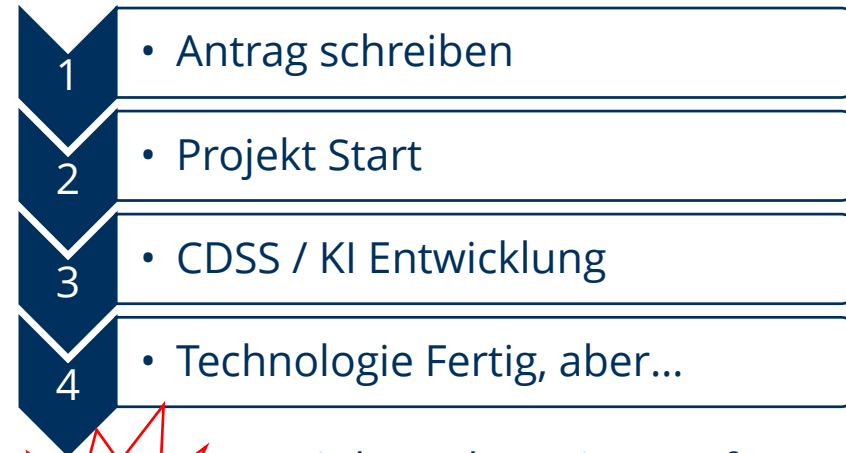 1
• Antrag schreiben
2
• Projekt Start
3
• CDSS / KI Entwicklung
4
• Technologie Fertig, aber...